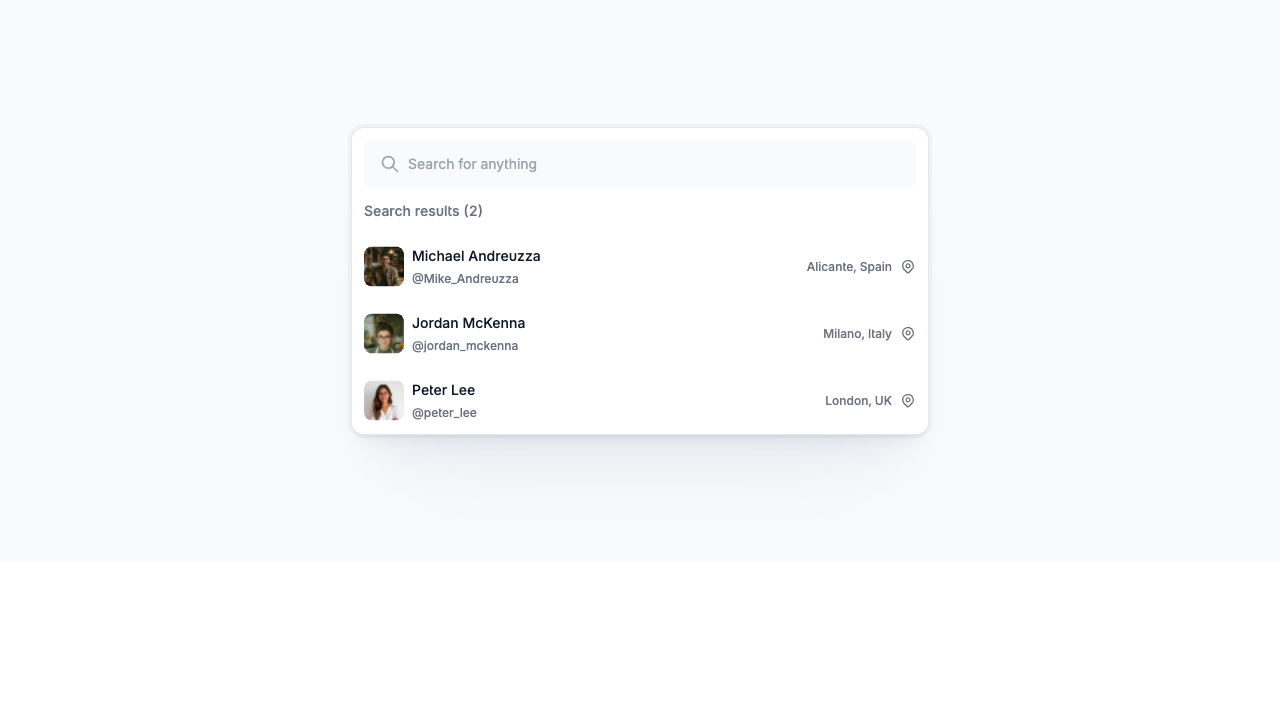 Search for anything
Search results (2)
Michael Andreuzza
@Mike_Andreuzza
Alicante, Spain
Jordan McKenna
@jordan_mckenna
Milano, Italy
Peter Lee
@peter_lee
London, UK